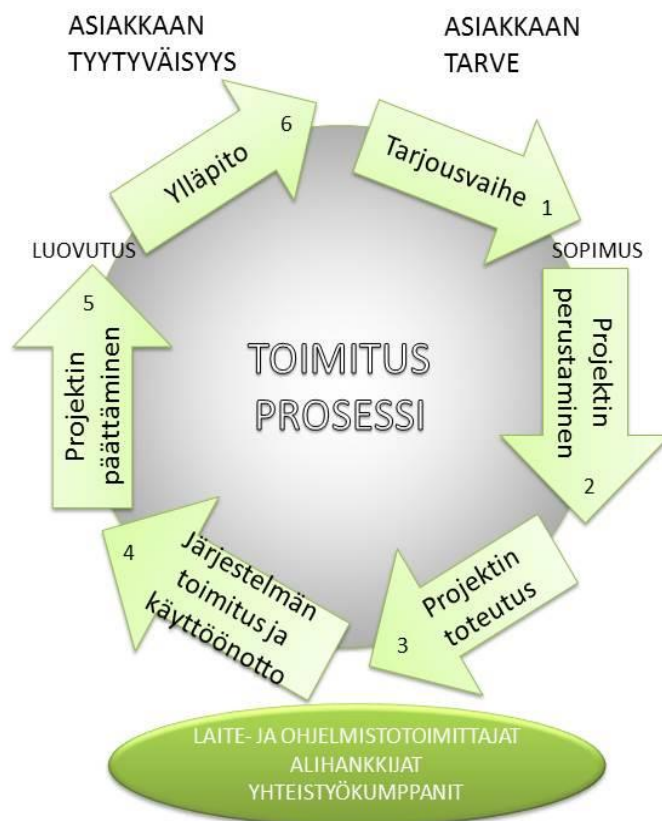 ASIAKKAAN
TYYTYVÄISYYS
ASIAKKAAN
TARVE
6
Ylläpito
Tarjousvaihe
1
LUOVUTUS
SOPIMUS
5
Projektin
päättäminen
TOIMITUS
PROSESSI
Projektin
perustaminen
2
4
Järjestelmän
toimitus ja
käyttöönotto
Projektin
toteutus
3
LAITE- JA OHJELMISTOTOIMITTAJAT
ALIHANKKIJAT
YHTEISTYÖKUMPPANIT